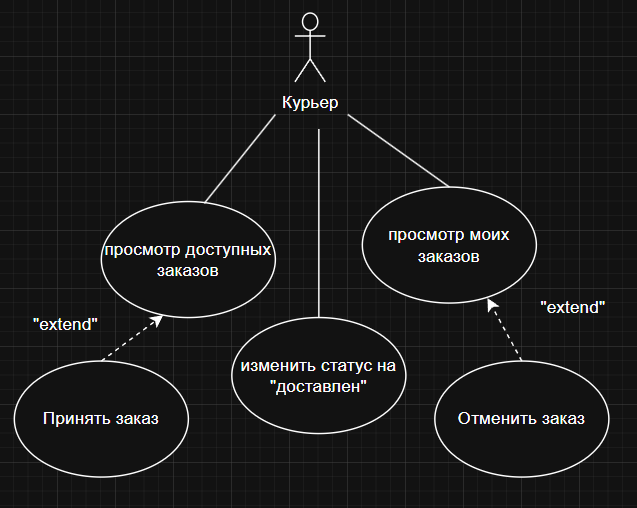 Курьер
просмотр доступных
заказов
просмотр моих
заказов
"extend"
"extend"
изменить статус на
"доставлен"
Принять заказ
Отменить заказ